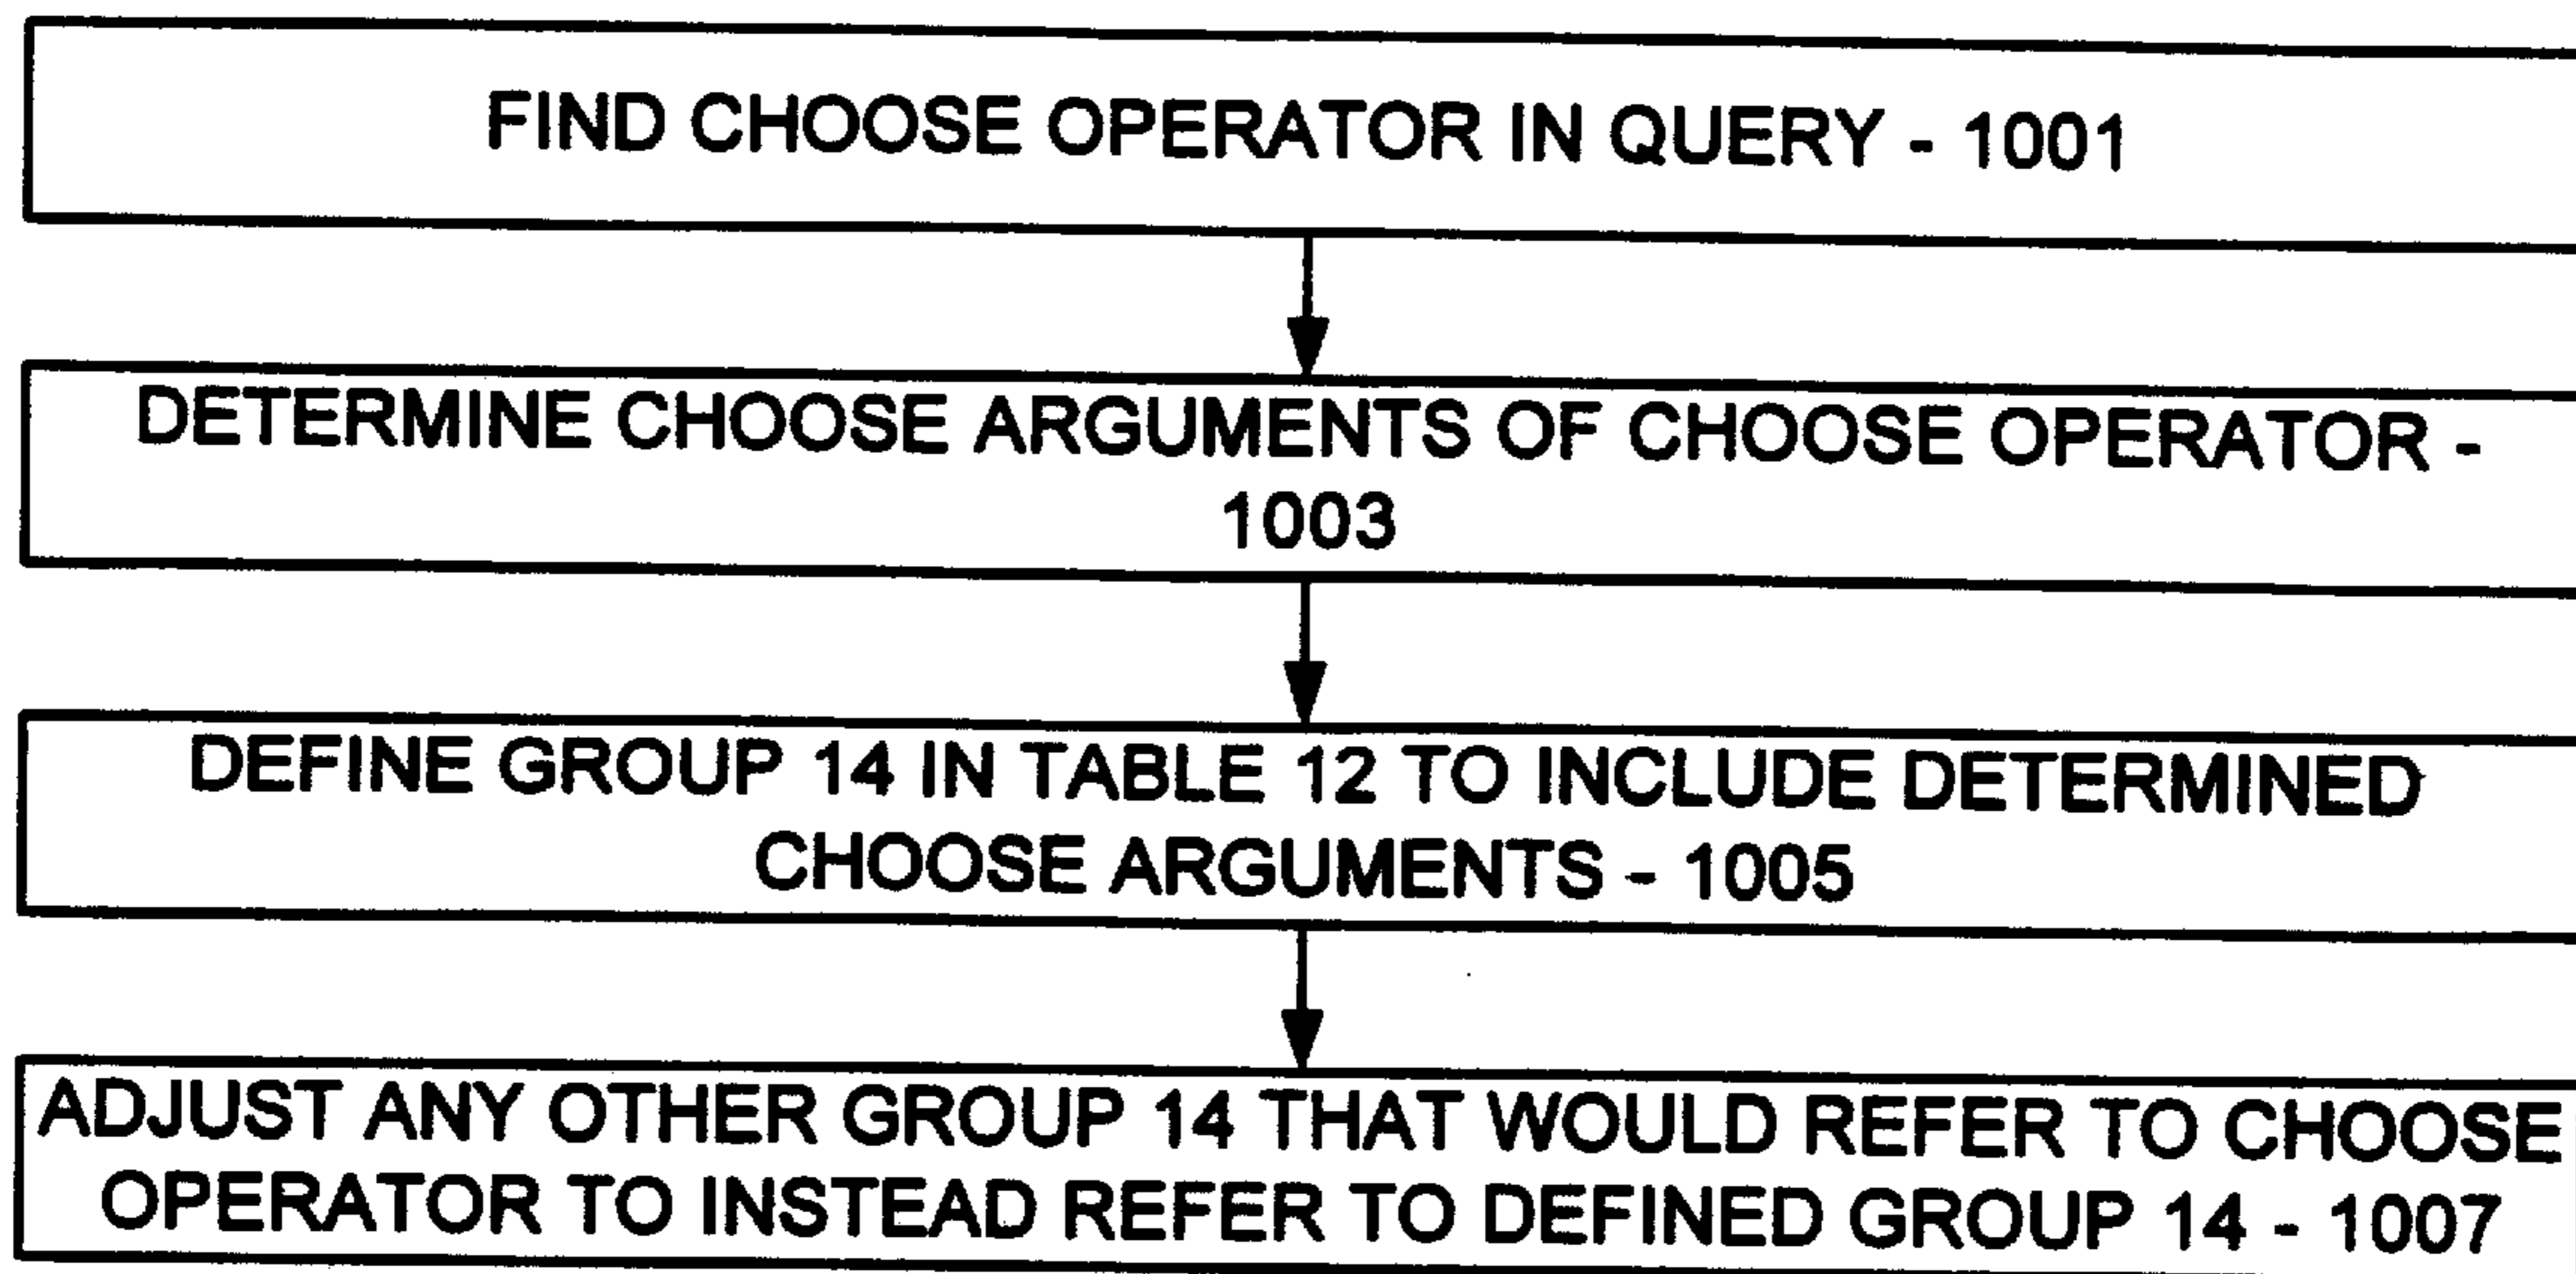 FIND CHOOSE OPERATOR IN QUERY - 1001
DETERMINE CHOOSE ARGUMENTS OF CHOOSE OPERATOR -
1003
DEFINE GROUP 14 IN TABLE 12 TO INCLUDE DETERMINED
CHOOSE ARGUMENTS - 1005
ADJUST ANY OTHER GROUP 14 THAT WOULD REFER TO CHOOSE
OPERATOR TO INSTEAD REFER TO DEFINED GROUP 14 - 1007